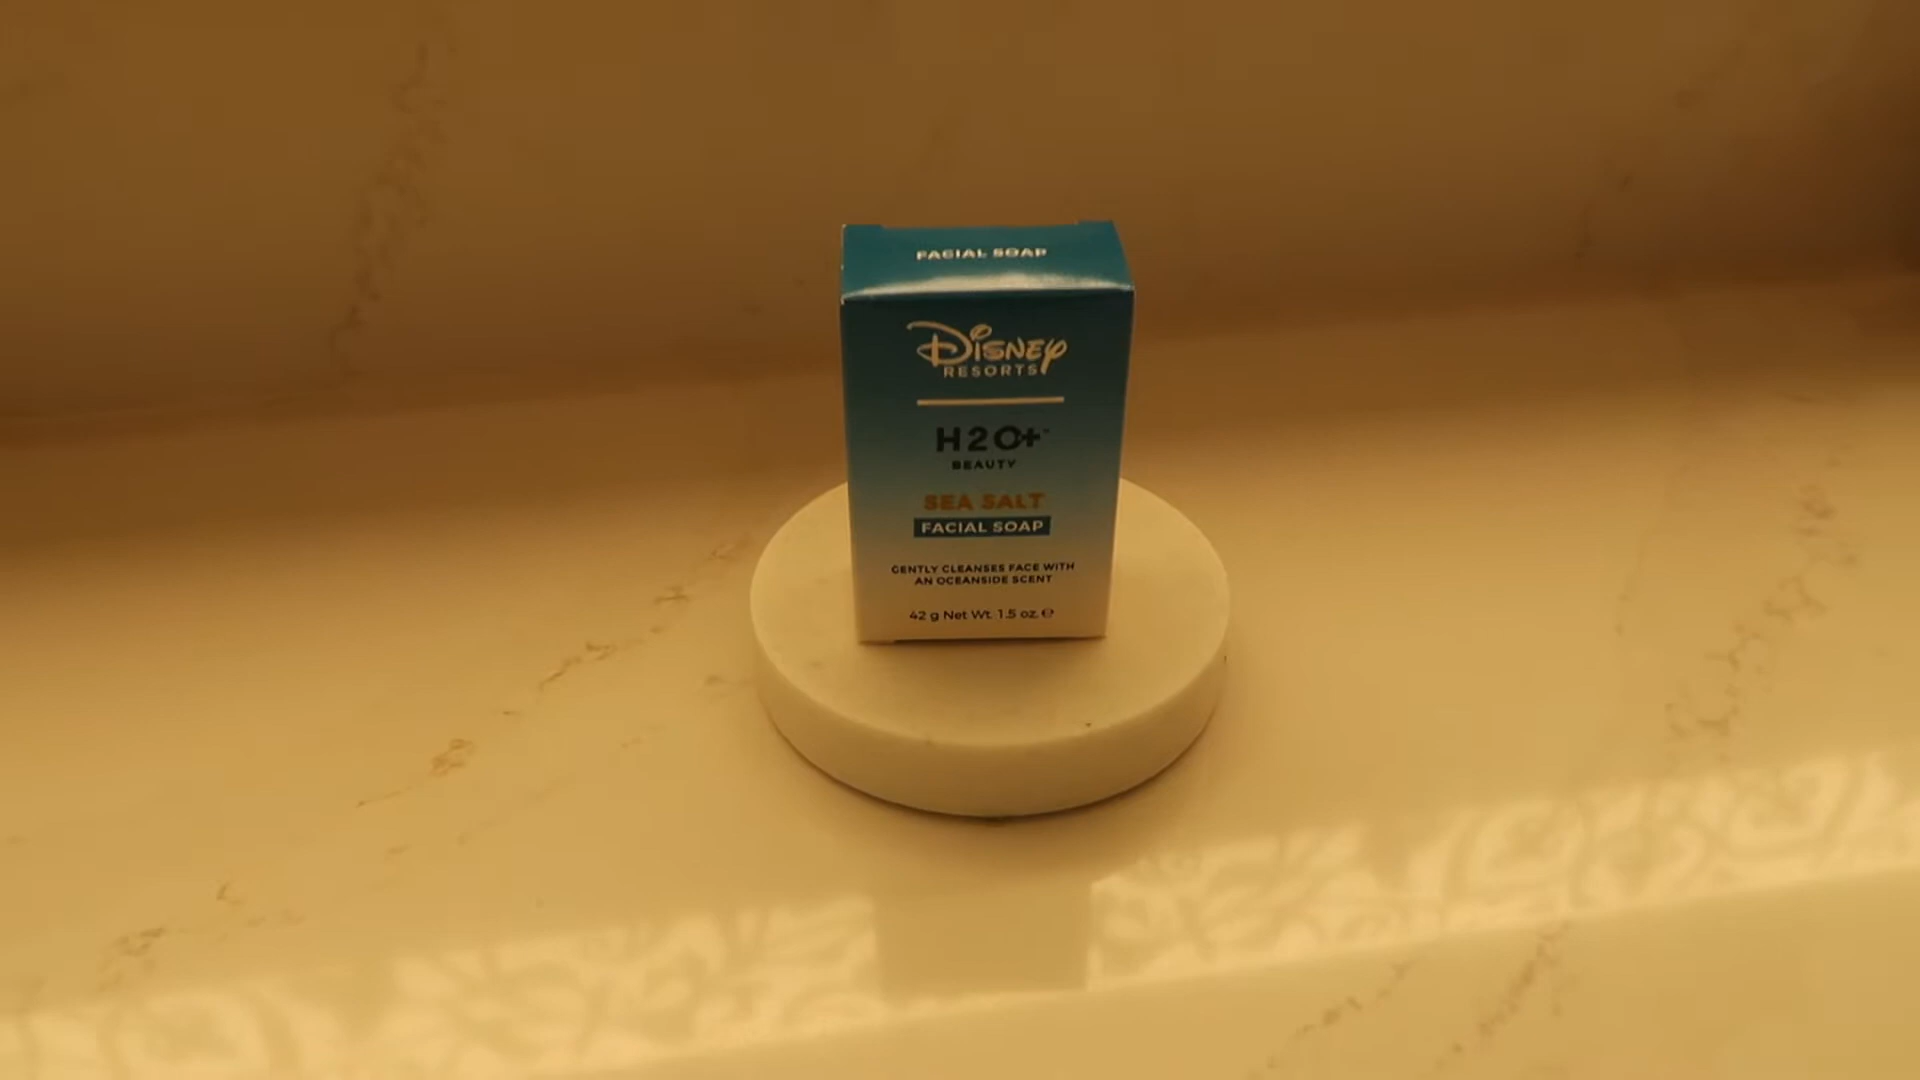 FACIAL SOAP
Disney
RESORTS
H2O+™
BEAUTY
SEA SALT
FACIAL SOAP
GENTLY CLEANSES FACE WITH
AN OCEANSIDE SCENT
42 g Net Wt. 1.5 oz. ℮